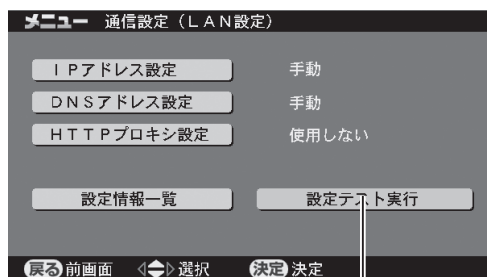 メニュー 通信設定（ＬＡＮ設定）
ＩＰアドレス設定 手動
ＤＮＳアドレス設定 手動
ＨＴＴＰプロキシ設定 使用しない
設定情報一覧 設定テスト実行
戻る 前画面 選択 決定 決定